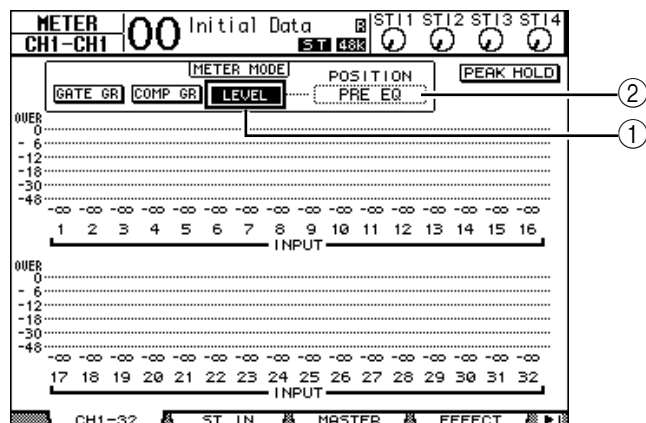 METER
CH1-CH1
00 Initial Data R
ST 48k
STI1 STI2 STI3 STI4
METER MODE
GATE GR COMP GR LEVEL
POSITION
PRE EQ
PEAK HOLD
②
①
OVER
0
- 6
-12
-18
-30
-48
-∞ -∞ -∞ -∞ -∞ -∞ -∞ -∞ -∞ -∞ -∞ -∞ -∞ -∞ -∞ -∞
1 2 3 4 5 6 7 8 9 10 11 12 13 14 15 16
INPUT
OVER
0
- 6
-12
-18
-30
-48
-∞ -∞ -∞ -∞ -∞ -∞ -∞ -∞ -∞ -∞ -∞ -∞ -∞ -∞ -∞ -∞
17 18 19 20 21 22 23 24 25 26 27 28 29 30 31 32
INPUT
CH1-32 ST IN MASTER EFFECT